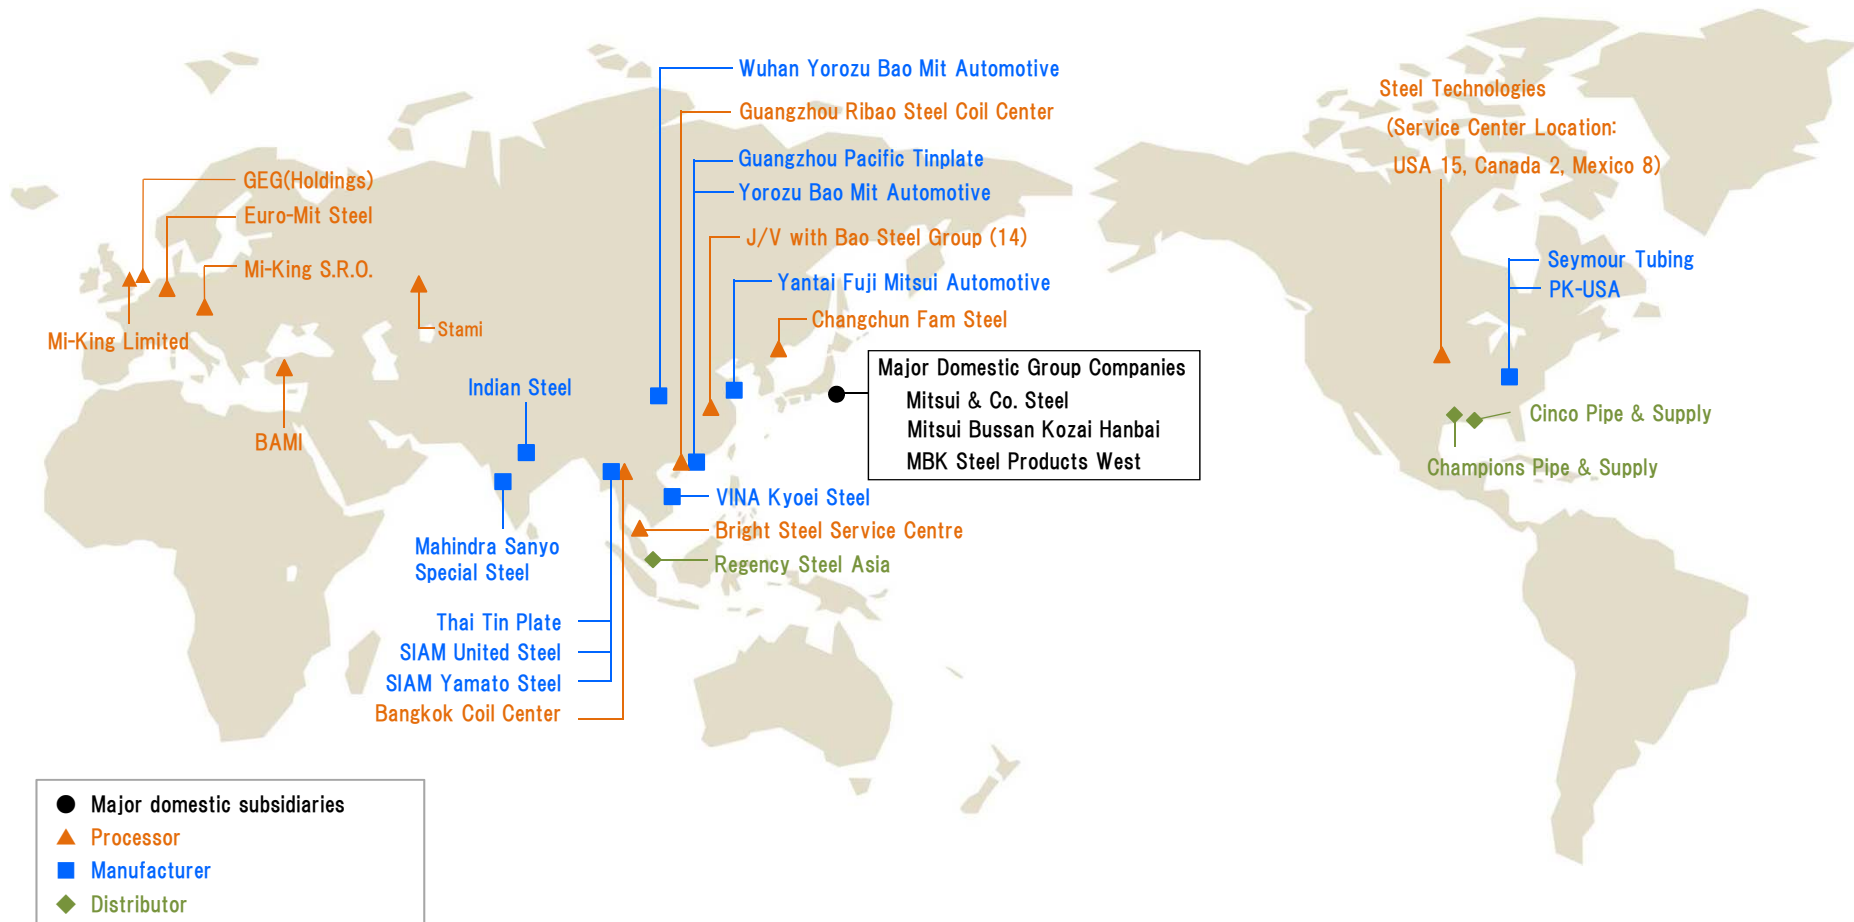 Wuhan Yorozu Bao Mit Automotive
Guangzhou Ribao Steel Coil Center
Guangzhou Pacific Tinplate
Yorozu Bao Mit Automotive
J/V with Bao Steel Group (14)
Yantai Fuji Mitsui Automotive
Changchun Fam Steel
Steel Technologies
(Service Center Location:
USA 15, Canada 2, Mexico 8)
GEG(Holdings)
Euro-Mit Steel
Mi-King S.R.O.
Mi-King Limited
Stami
BAMI
Seymour Tubing
PK-USA
Major Domestic Group Companies
Mitsui & Co. Steel
Mitsui Bussan Kozai Hanbai
MBK Steel Products West
Cinco Pipe & Supply
Champions Pipe & Supply
Indian Steel
Mahindra Sanyo
Special Steel
VINA Kyoei Steel
Bright Steel Service Centre
Regency Steel Asia
Thai Tin Plate
SIAM United Steel
SIAM Yamato Steel
Bangkok Coil Center
Major domestic subsidiaries
Processor
Manufacturer
Distributor